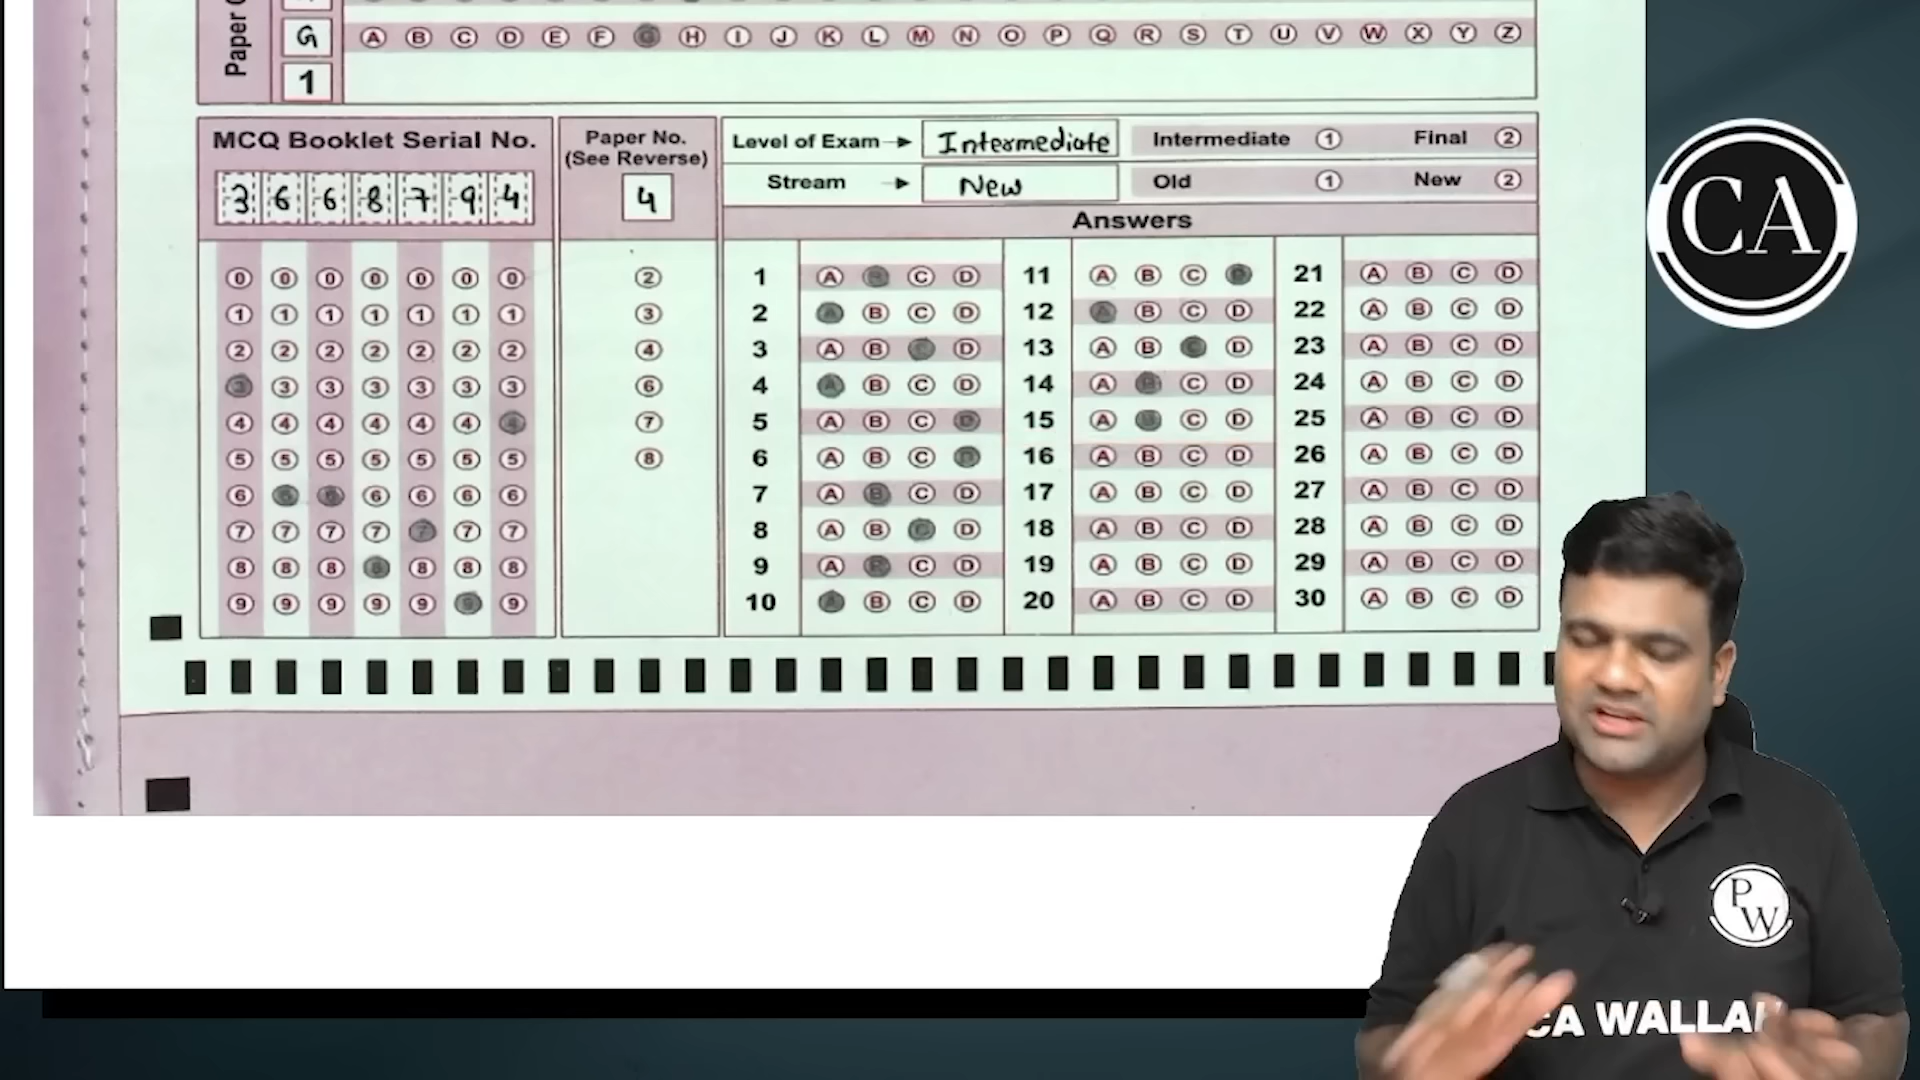 Paper
G A B C D E F G H I J K L M N O P Q R S T U V W X Y Z
1
MCQ Booklet Serial No.
3 6 6 8 7 9 4
0 0 0 0 0 0 0
1 1 1 1 1 1 1
2 2 2 2 2 2 2
3 3 3 3 3 3 3
4 4 4 4 4 4 4
5 5 5 5 5 5 5
6 6 6 6 6 6 6
7 7 7 7 7 7 7
8 8 8 8 8 8 8
9 9 9 9 9 9 9
Paper No.
(See Reverse)
4
2
3
4
6
7
8
Level of Exam Intermediate Intermediate 1 Final 2
Stream New Old 1 New 2
Answers
1 A B C D 11 A B C D 21 A B C D
2 A B C D 12 A B C D 22 A B C D
3 A B C D 13 A B C D 23 A B C D
4 A B C D 14 A B C D 24 A B C D
5 A B C D 15 A B C D 25 A B C D
6 A B C D 16 A B C D 26 A B C D
7 A B C D 17 A B C D 27 A B C D
8 A B C D 18 A B C D 28 A B C D
9 A B C D 19 A B C D 29 A B C D
10 A B C D 20 A B C D 30 A B C D
CA
PW
CA WALLAH